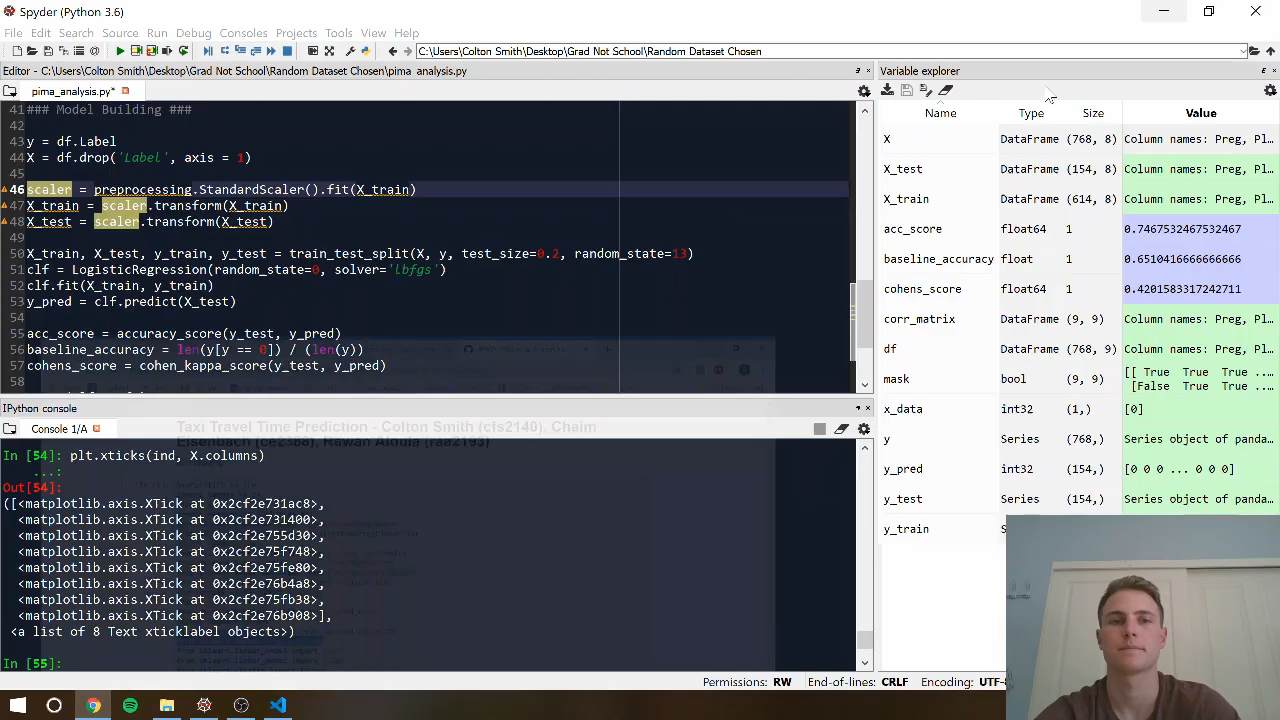 Spyder (Python 3.6)
File Edit Search Source Run Debug Consoles Projects Tools View Help
C:\Users\Colton Smith\Desktop\Grad Not School\Random Dataset Chosen
Editor - C:\Users\Colton Smith\Desktop\Grad Not School\Random Dataset Chosen\pima_analysis.py
pima_analysis.py*
41 ### Model Building ###
42
43 y = df.Label
44 X = df.drop('Label', axis = 1)
45
46 scaler = preprocessing.StandardScaler().fit(X_train)
47 X_train = scaler.transform(X_train)
48 X_test = scaler.transform(X_test)
49
50 X_train, X_test, y_train, y_test = train_test_split(X, y, test_size=0.2, random_state=13)
51 clf = LogisticRegression(random_state=0, solver='lbfgs')
52 clf.fit(X_train, y_train)
53 y_pred = clf.predict(X_test)
54
55 acc_score = accuracy_score(y_test, y_pred)
56 baseline_accuracy = len(y[y == 0]) / (len(y))
57 cohens_score = cohen_kappa_score(y_test, y_pred)
58
IPython console
Console 1/A
Taxi Travel Time Prediction - Colton Smith (cfs2140), Chaim
Eisenbach (ce2388), Rawan Aloula (raa2193)
In [54]: plt.xticks(ind, X.columns)
...:
Out[54]:
([<matplotlib.axis.XTick at 0x2cf2e731ac8>,
<matplotlib.axis.XTick at 0x2cf2e731400>,
<matplotlib.axis.XTick at 0x2cf2e755d30>,
<matplotlib.axis.XTick at 0x2cf2e75f748>,
<matplotlib.axis.XTick at 0x2cf2e75fe80>,
<matplotlib.axis.XTick at 0x2cf2e76b4a8>,
<matplotlib.axis.XTick at 0x2cf2e75fb38>,
<matplotlib.axis.XTick at 0x2cf2e76b908>],
<a list of 8 Text xticklabel objects>)
In [55]:
Variable explorer
Name Type Size Value
X DataFrame (768, 8) Column names: Preg, Pl...
X_test DataFrame (154, 8) Column names: Preg, Pl...
X_train DataFrame (614, 8) Column names: Preg, Pl...
acc_score float64 1 0.7467532467532467
baseline_accuracy float 1 0.6510416666666666
cohens_score float64 1 0.4201583317242711
corr_matrix DataFrame (9, 9) Column names: Preg, Pl...
df DataFrame (768, 9) Column names: Preg, Pl...
mask bool (9, 9) [[ True True True ...
[False True True ...
x_data int32 (1,) [0]
y Series (768,) Series object of panda...
y_pred int32 (154,) [0 0 0 ... 0 0 0]
y_test Series (154,) Series object of panda...
y_train S
Permissions: RW End-of-lines: CRLF Encoding: UTF-